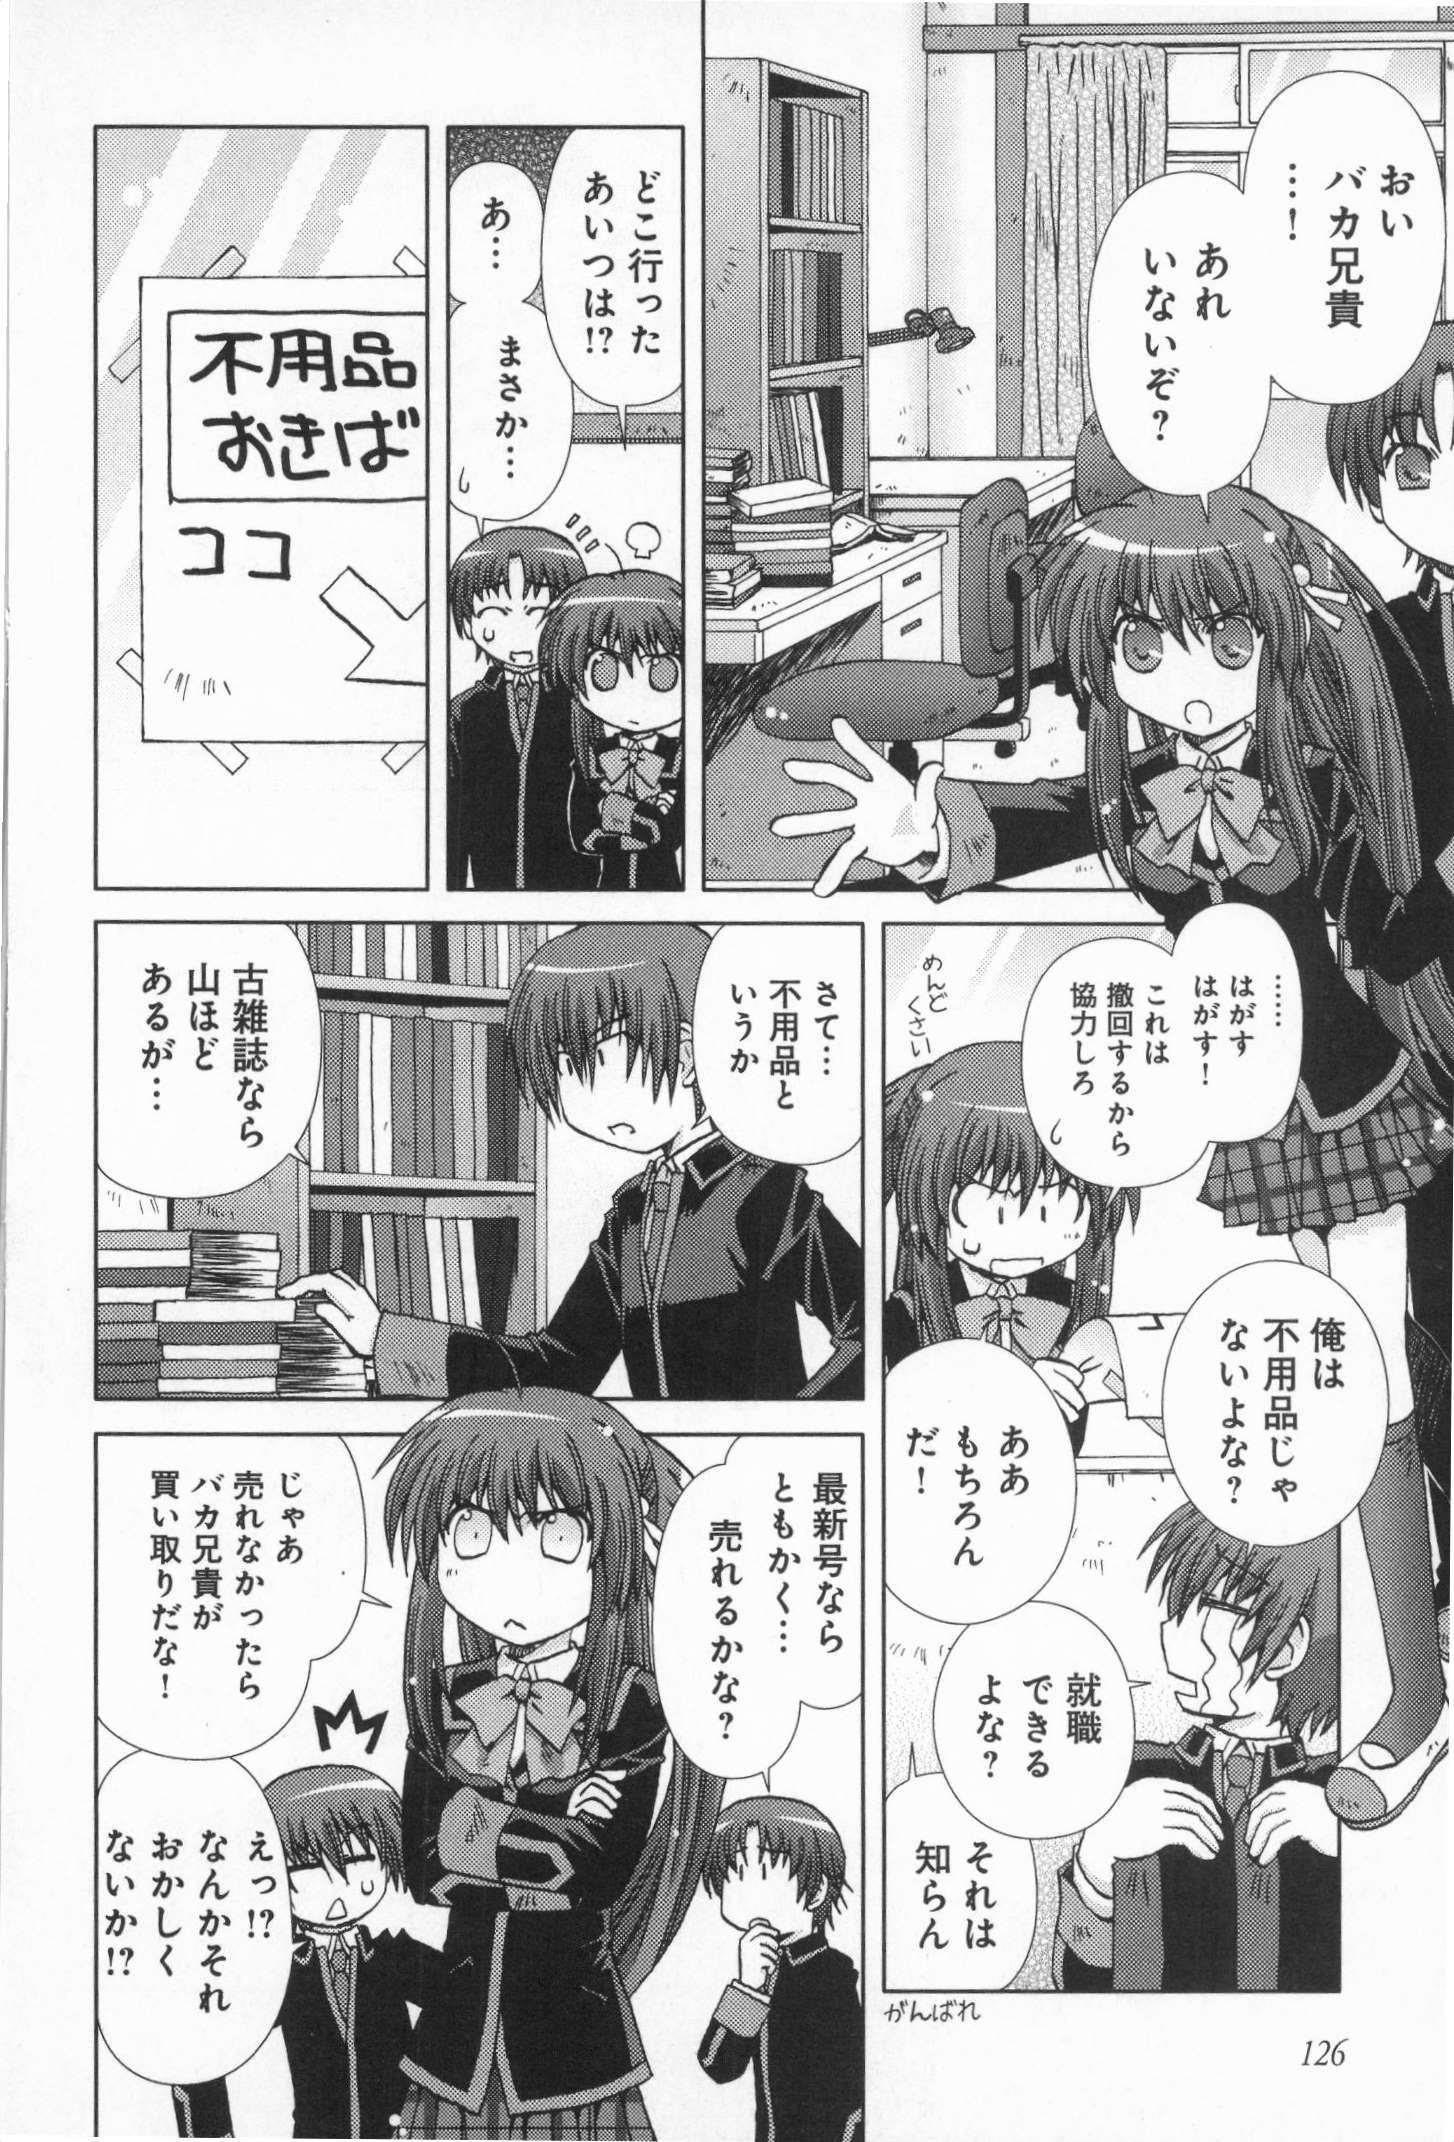 おい
バカ兄貴
…！
あれ
いないぞ？
どこ行った
あいつは!?
あ…
まさか…
不用品
おきば
ココ
……
はがす
はがす！
これは
撤回するから
協力しろ
めんど
くさい
俺は
不用品じゃ
ないよな？
ああ
もちろん
だ！
就職
できる
よな？
それは
知らん
がんばれ
さて…
不用品と
いうか
古雑誌なら
山ほど
あるが…
最新号なら
ともかく…
売れるかな？
じゃあ
売れなかったら
バカ兄貴が
買い取りだな！
えっ!?
なんかそれ
おかしく
ないか!?
126